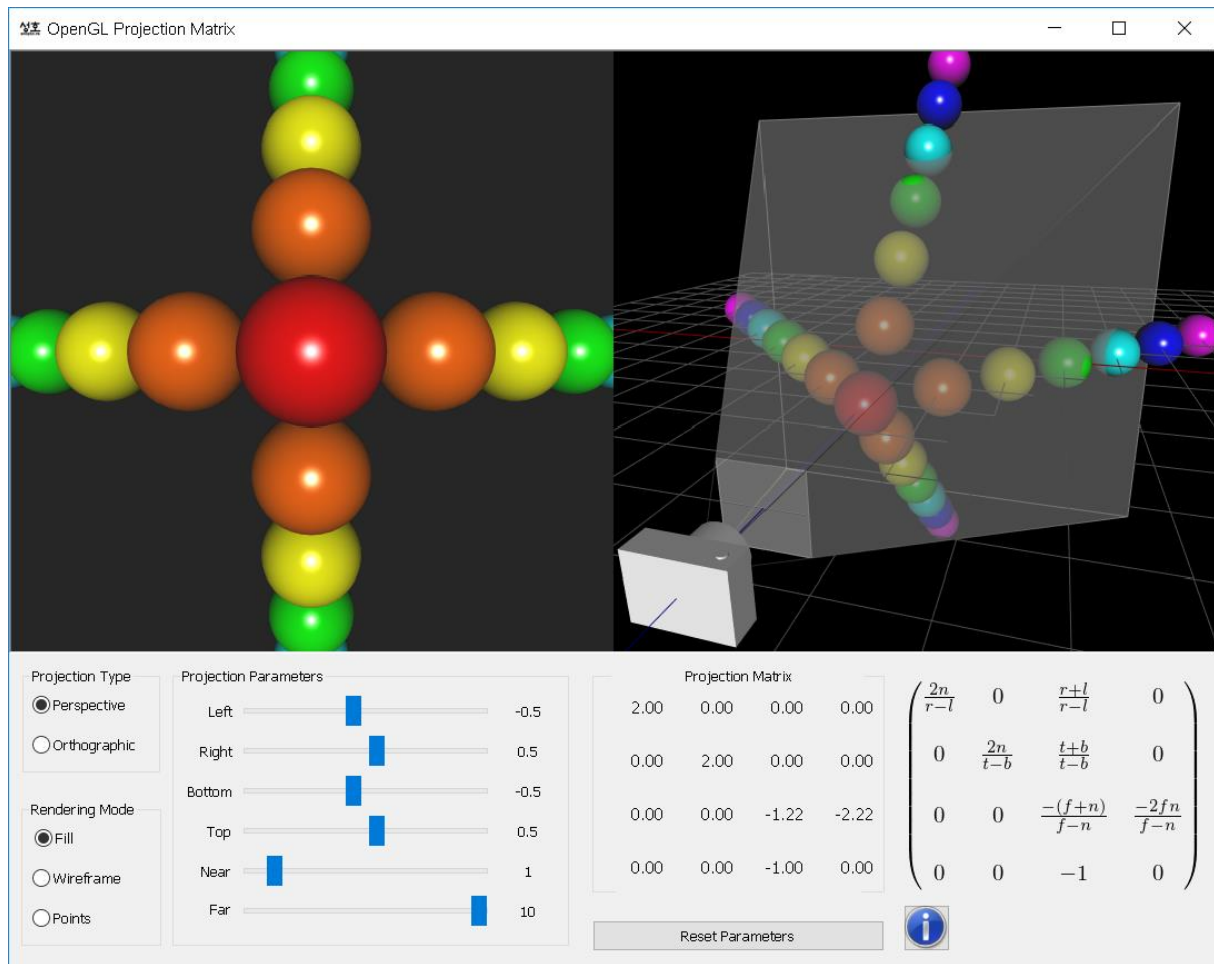 OpenGL Projection Matrix
Projection Type
Perspective
Orthographic
Rendering Mode
Fill
Wireframe
Points
Projection Parameters
Left -0.5
Right 0.5
Bottom -0.5
Top 0.5
Near 1
Far 10
Projection Matrix
2.00 0.00 0.00 0.00
0.00 2.00 0.00 0.00
0.00 0.00 -1.22 -2.22
0.00 0.00 -1.00 0.00
Reset Parameters
2n/r−l 0 r+l/r−l 0
0 2n/t−b t+b/t−b 0
0 0 −(f+n)/f−n −2fn/f−n
0 0 −1 0
i